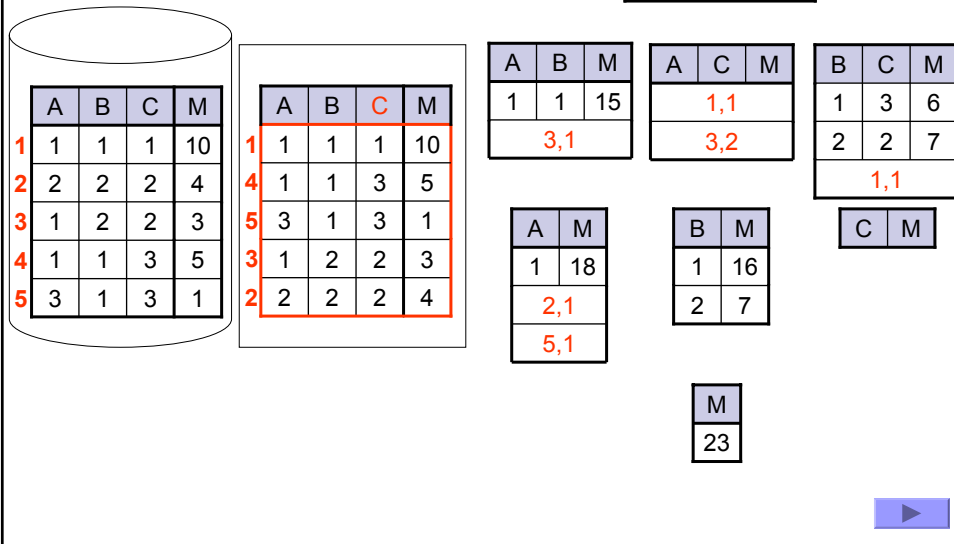 A B C M
1 1 1 1 10
2 2 2 2 4
3 1 2 2 3
4 1 1 3 5
5 3 1 3 1
A B C M
1 1 1 1 10
4 1 1 3 5
5 3 1 3 1
3 1 2 2 3
2 2 2 2 4
A B M
1 1 15
3,1
A C M
1,1
3,2
B C M
1 3 6
2 2 7
1,1
A M
1 18
2,1
5,1
B M
1 16
2 7
C M
M
23